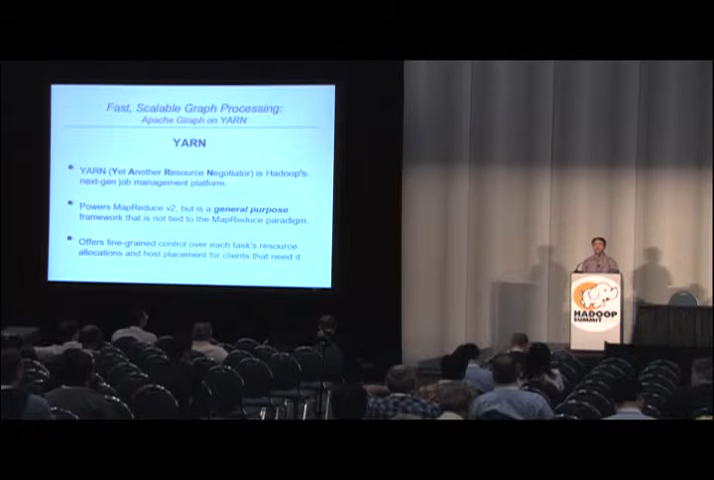 Fast, Scalable Graph Processing:
Apache Giraph on YARN
YARN
YARN (Yet Another Resource Negotiator) is Hadoop's
next-gen job management platform.
Powers MapReduce v2, but is a general purpose
framework that is not tied to the MapReduce paradigm.
Offers fine-grained control over each task's resource
allocations and host placement for clients that need it.
HADOOP
SUMMIT